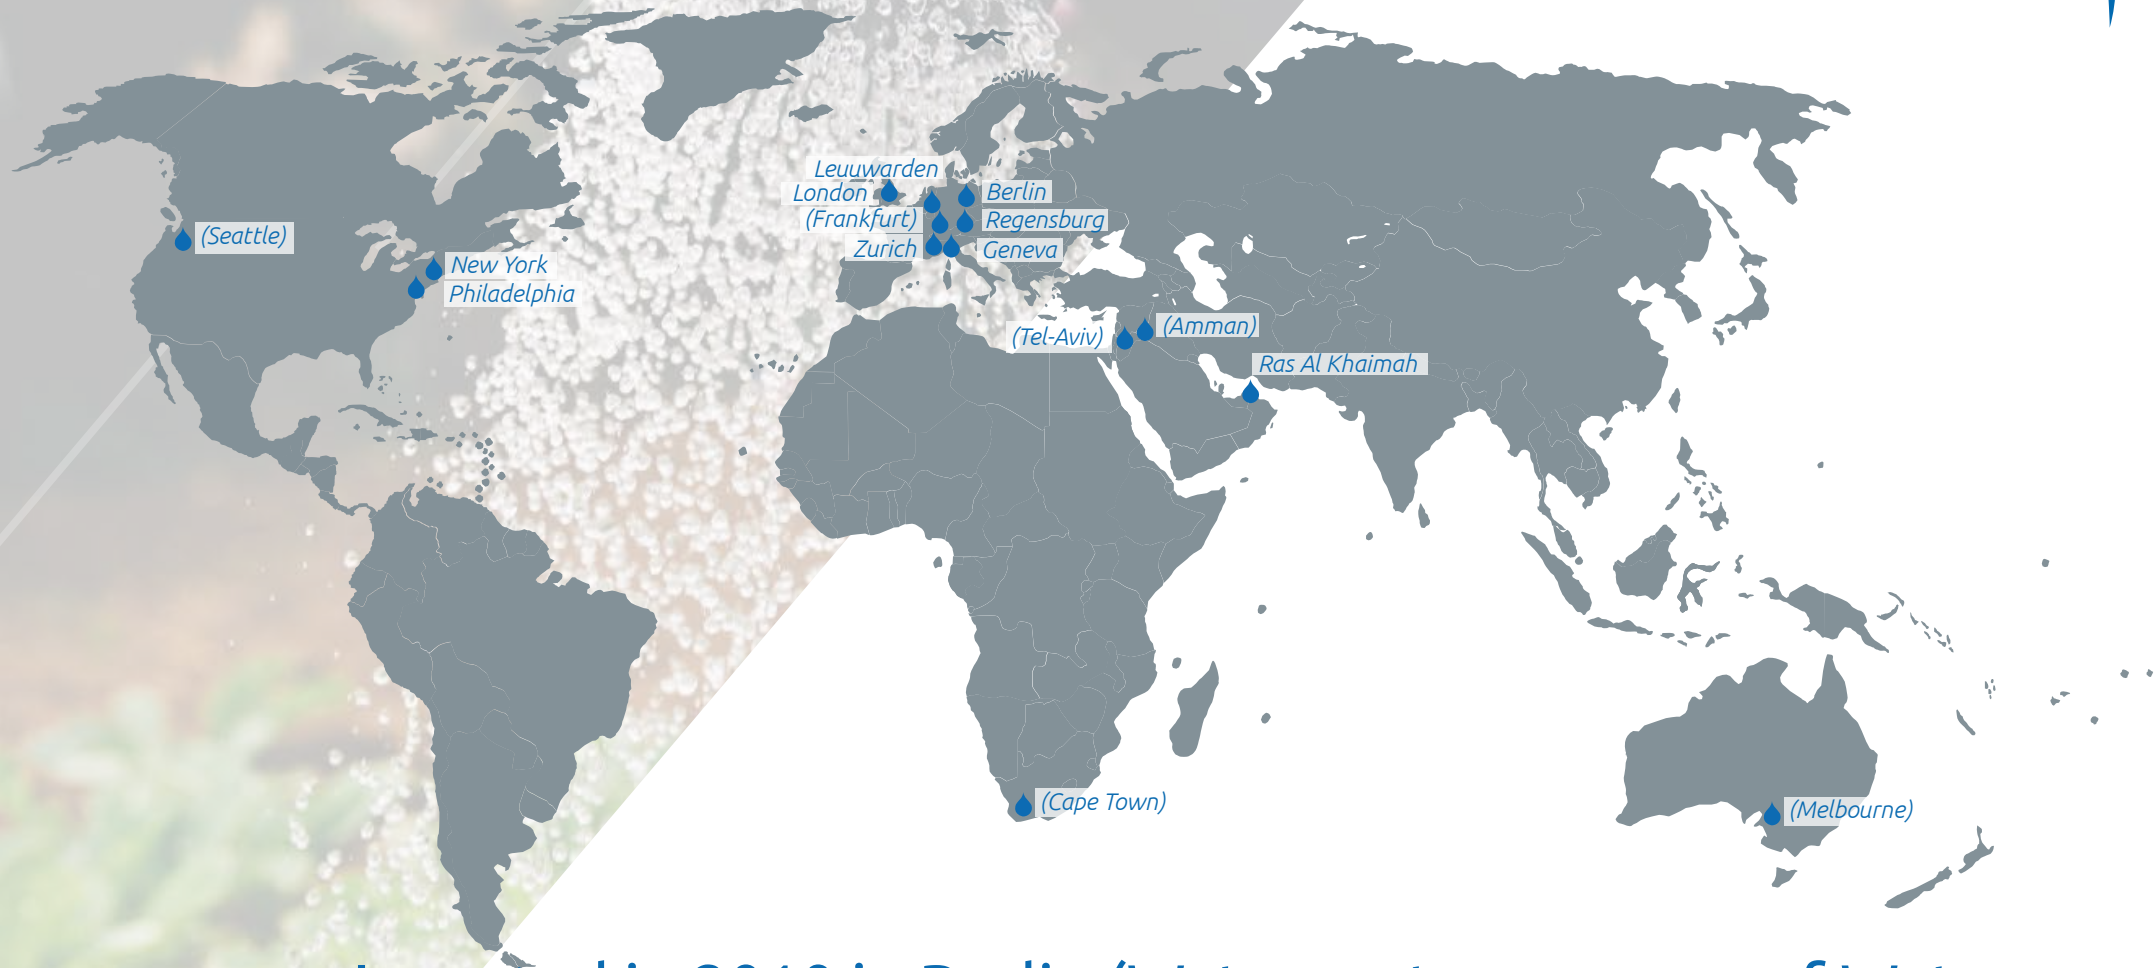 Leuuwarden
London
Berlin
(Frankfurt)
Regensburg
Zurich
Geneva
(Seattle)
New York
Philadelphia
(Tel-Aviv)
(Amman)
Ras Al Khaimah
(Cape Town)
(Melbourne)